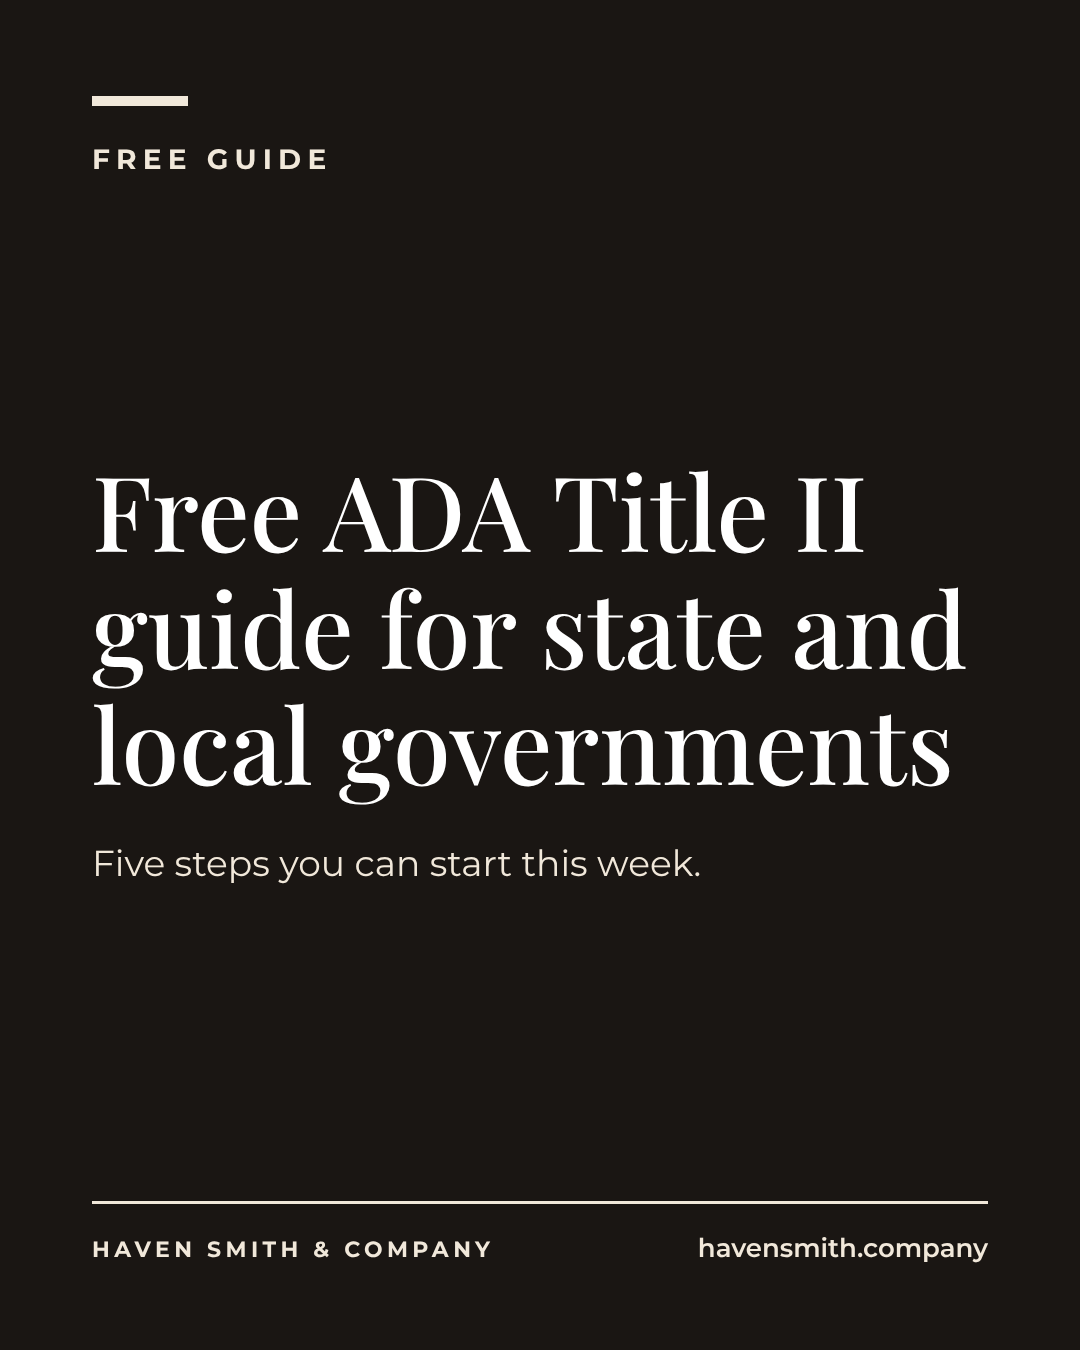 FREE GUIDE
Free ADA Title II
guide for state and
local governments
Five steps you can start this week.
HAVEN SMITH & COMPANY
havensmith.company